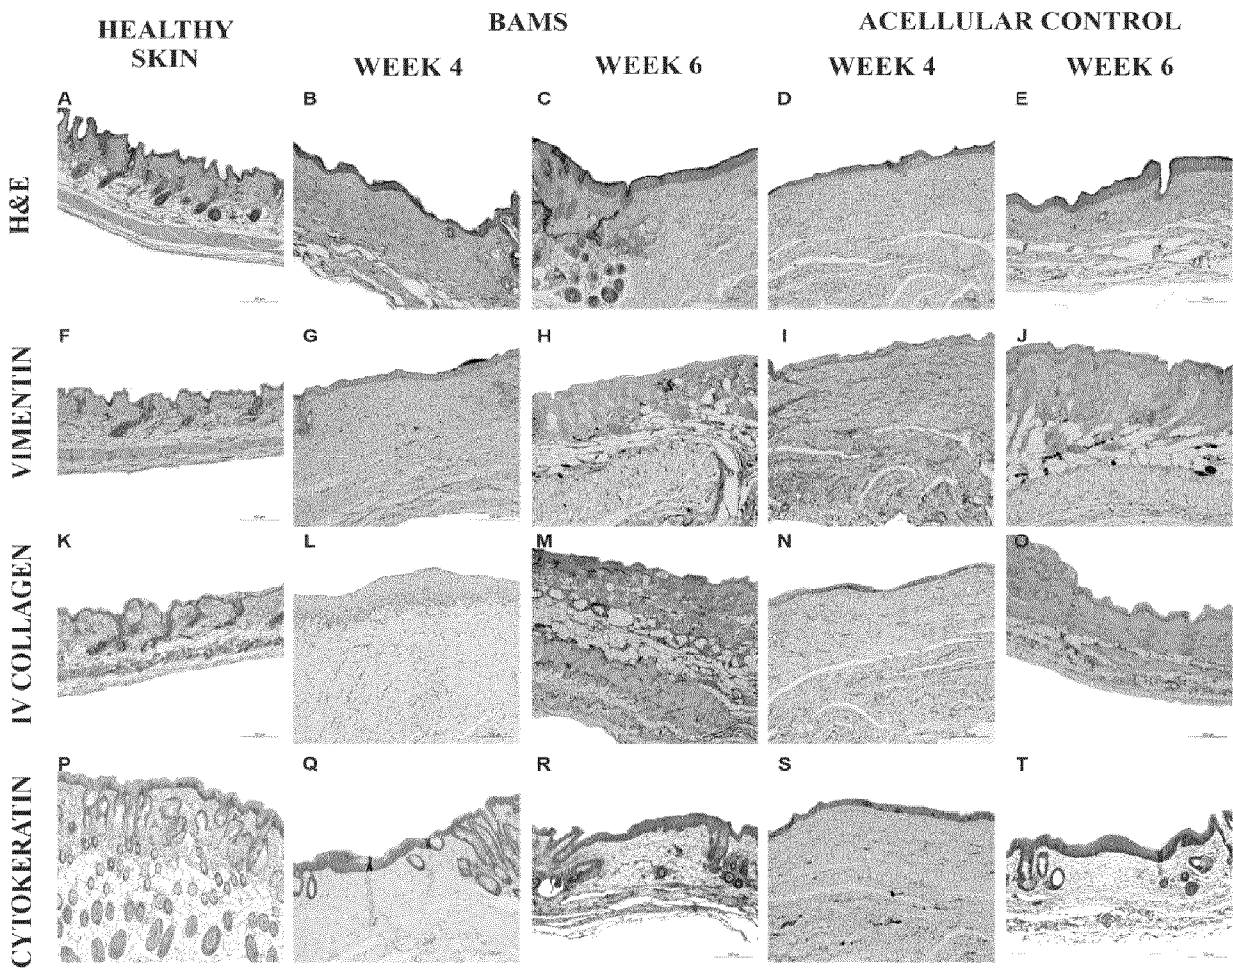 HEALTHY
SKIN
BAMS
ACELLULAR CONTROL
WEEK 4
WEEK 6
WEEK 4
WEEK 6
H&E
A
B
C
D
E
VIMENTIN
F
G
H
I
J
IV COLLAGEN
K
L
M
N
O
CYTOKERATIN
P
Q
R
S
T